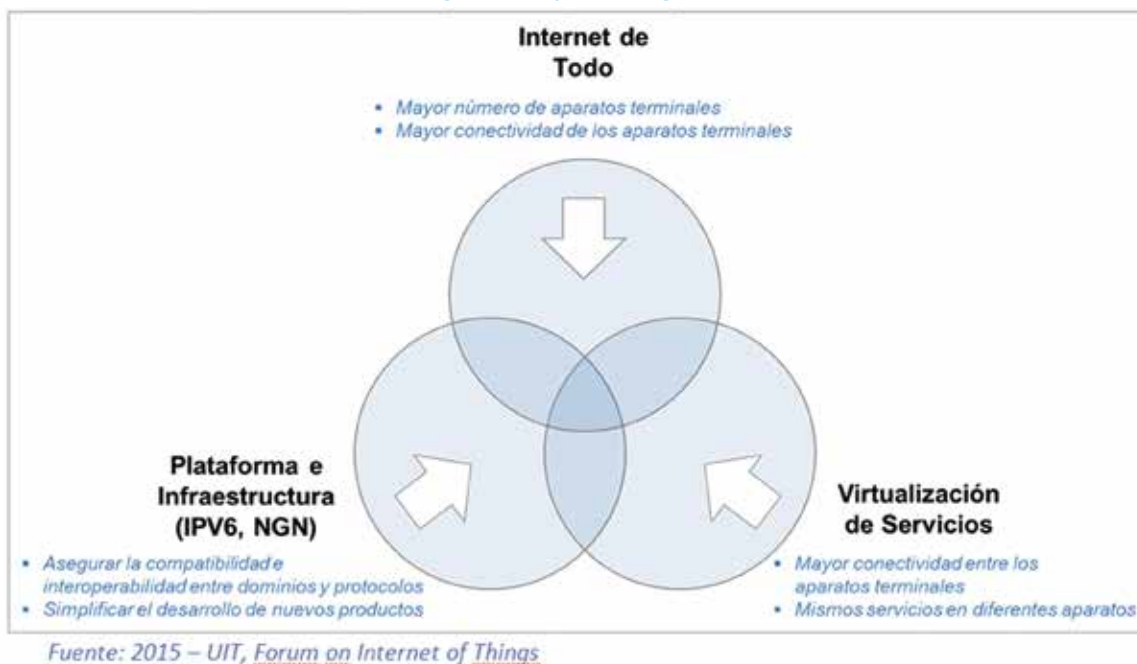 Internet de
Todo
• Mayor número de aparatos terminales
• Mayor conectividad de los aparatos terminales
Plataforma e
Infraestructura
(IPV6, NGN)
• Asegurar la compatibilidad e
interoperabilidad entre dominios y protocolos
• Simplificar el desarrollo de nuevos productos
Virtualización
de Servicios
• Mayor conectividad entre los
aparatos terminales
• Mismos servicios en diferentes aparatos
Fuente: 2015 – UIT, Forum on Internet of Things